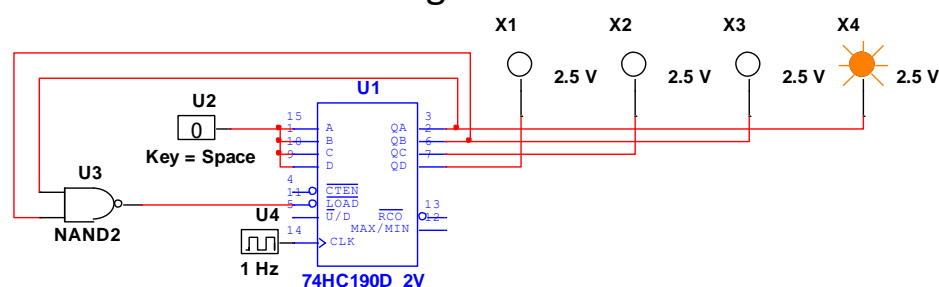 X1 X2 X3 X4
2.5 V 2.5 V 2.5 V 2.5 V
U1
U2
0
Key = Space
15 3
1 A QA 2
10 B QB 6
9 C QC 7
D QD
U3
4
11 CTEN
5 LOAD 13
U/D RCO 12
MAX/MIN
U4
14
CLK
NAND2
1 Hz
74HC190D 2V